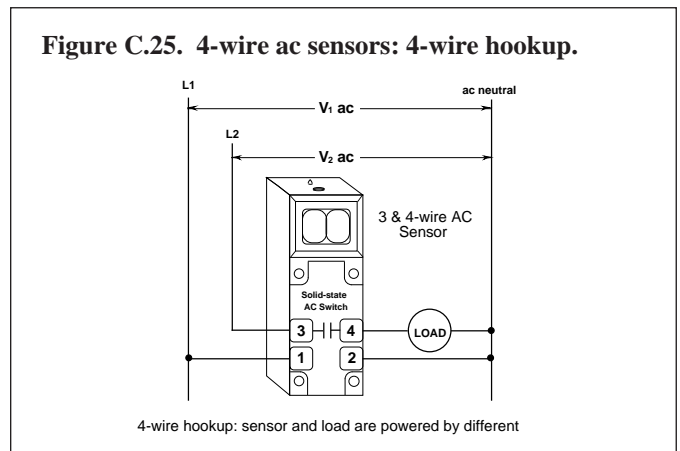 Figure C.25. 4-wire ac sensors: 4-wire hookup.
L1
ac neutral
V₁ ac
L2
V₂ ac
3 & 4-wire AC
Sensor
Solid-state
AC Switch
3
4
LOAD
1
2
4-wire hookup: sensor and load are powered by different